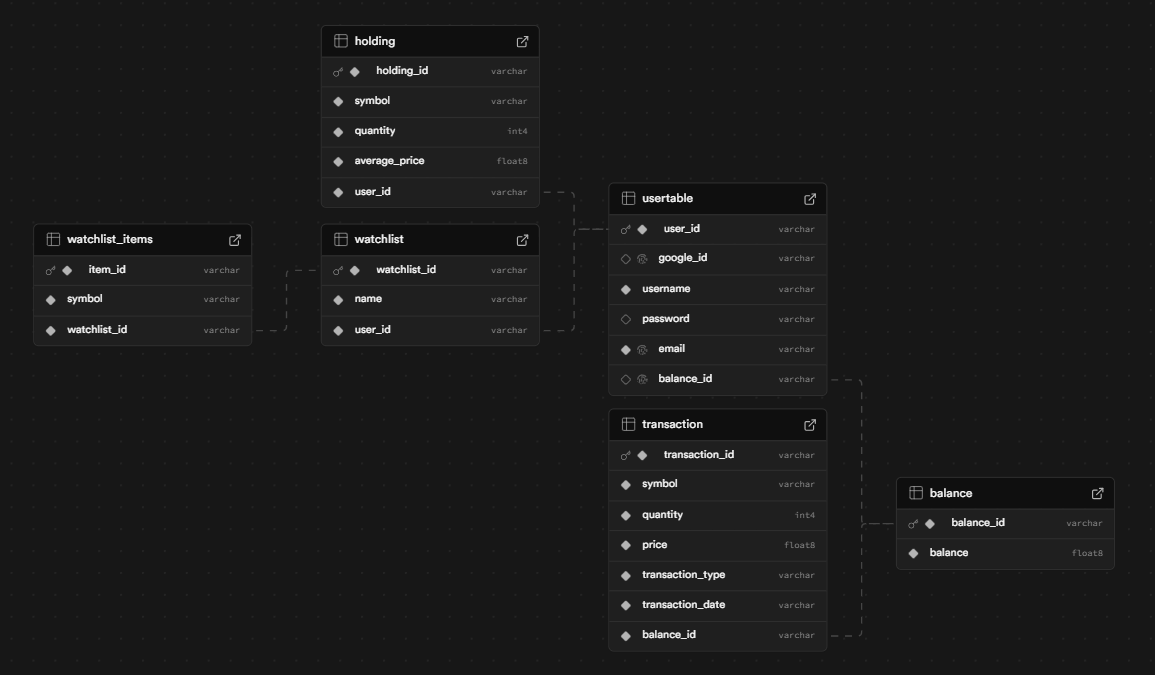 holding
holding_id varchar
symbol varchar
quantity int4
average_price float8
user_id varchar
watchlist_items
item_id varchar
symbol varchar
watchlist_id varchar
watchlist
watchlist_id varchar
name varchar
user_id varchar
usertable
user_id varchar
google_id varchar
username varchar
password varchar
email varchar
balance_id varchar
transaction
transaction_id varchar
symbol varchar
quantity int4
price float8
transaction_type varchar
transaction_date varchar
balance_id varchar
balance
balance_id varchar
balance float8